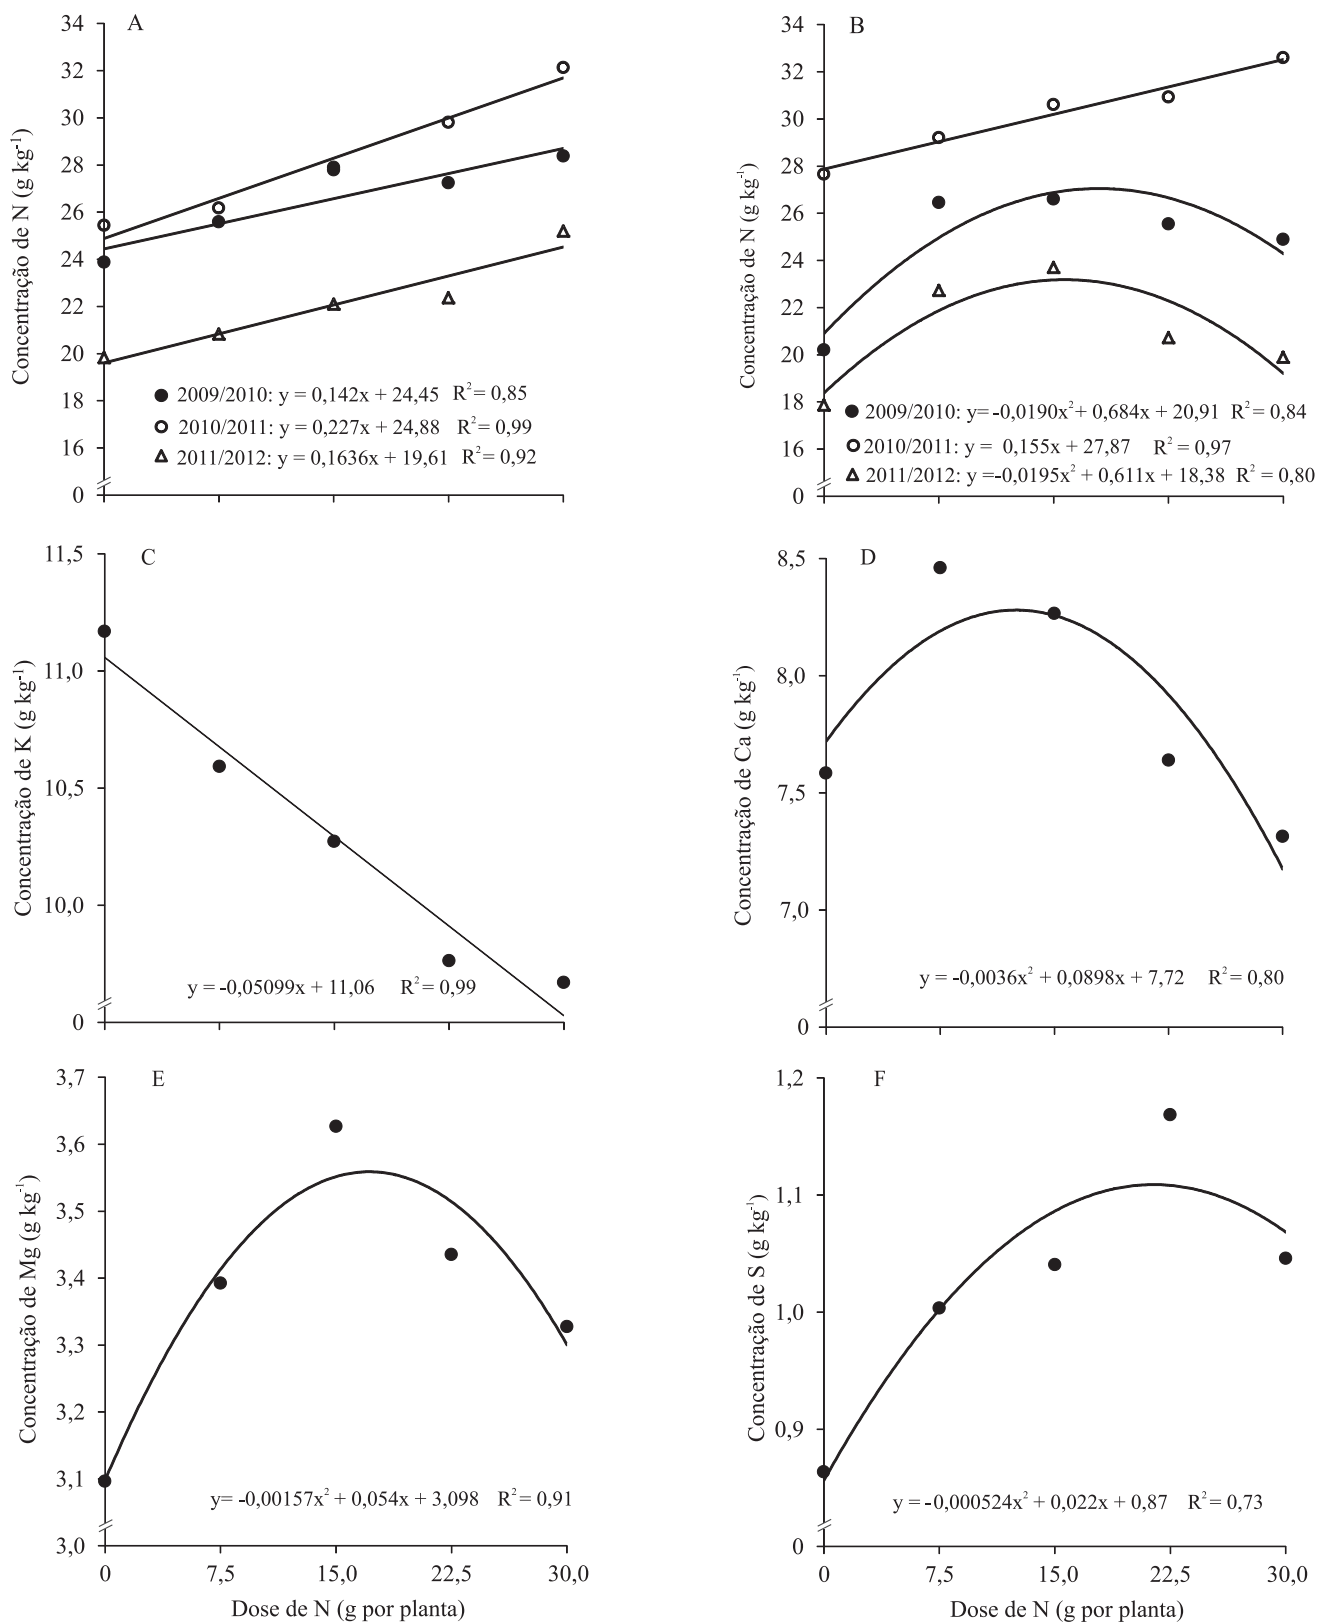 A
34
32
30
28
26
24
22
20
18
16
0
Concentração de N (g kg⁻¹)
● 2009/2010: y = 0,142x + 24,45 R² = 0,85
○ 2010/2011: y = 0,227x + 24,88 R² = 0,99
△ 2011/2012: y = 0,1636x + 19,61 R² = 0,92
B
34
32
30
28
26
24
22
20
18
16
0
Concentração de N (g kg⁻¹)
● 2009/2010: y= -0,0190x² + 0,684x + 20,91 R² = 0,84
○ 2010/2011: y = 0,155x + 27,87 R² = 0,97
△ 2011/2012: y =-0,0195x² + 0,611x + 18,38 R² = 0,80
C
11,5
11,0
10,5
10,0
0
Concentração de K (g kg⁻¹)
y = -0,05099x + 11,06 R² = 0,99
D
8,5
8,0
7,5
7,0
0
Concentração de Ca (g kg⁻¹)
y = -0,0036x² + 0,0898x + 7,72 R² = 0,80
E
3,7
3,6
3,5
3,4
3,3
3,2
3,1
3,0
Concentração de Mg (g kg⁻¹)
y= -0,00157x² + 0,054x + 3,098 R² = 0,91
0 7,5 15,0 22,5 30,0
Dose de N (g por planta)
F
1,2
1,1
1,0
0,9
0
Concentração de S (g kg⁻¹)
y = -0,000524x² + 0,022x + 0,87 R² = 0,73
0 7,5 15,0 22,5 30,0
Dose de N (g por planta)